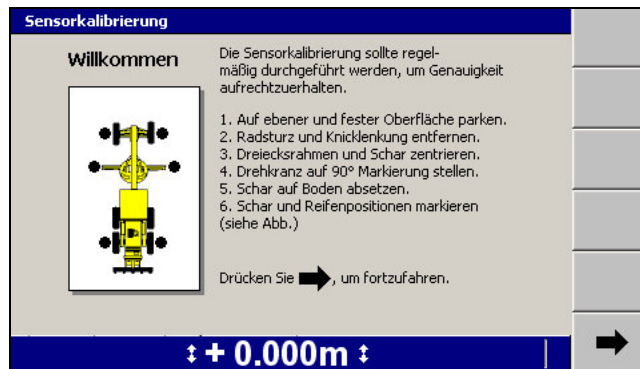 Sensorkalibrierung
Willkommen
Die Sensorkalibrierung sollte regel-
mäßig durchgeführt werden, um Genauigkeit
aufrechtzuerhalten.
1. Auf ebener und fester Oberfläche parken.
2. Radsturz und Knicklenkung entfernen.
3. Dreiecksrahmen und Schar zentrieren.
4. Drehkranz auf 90° Markierung stellen.
5. Schar auf Boden absetzen.
6. Schar und Reifenpositionen markieren
(siehe Abb.)
Drücken Sie ➡, um fortzufahren.
↕ + 0.000m ↕